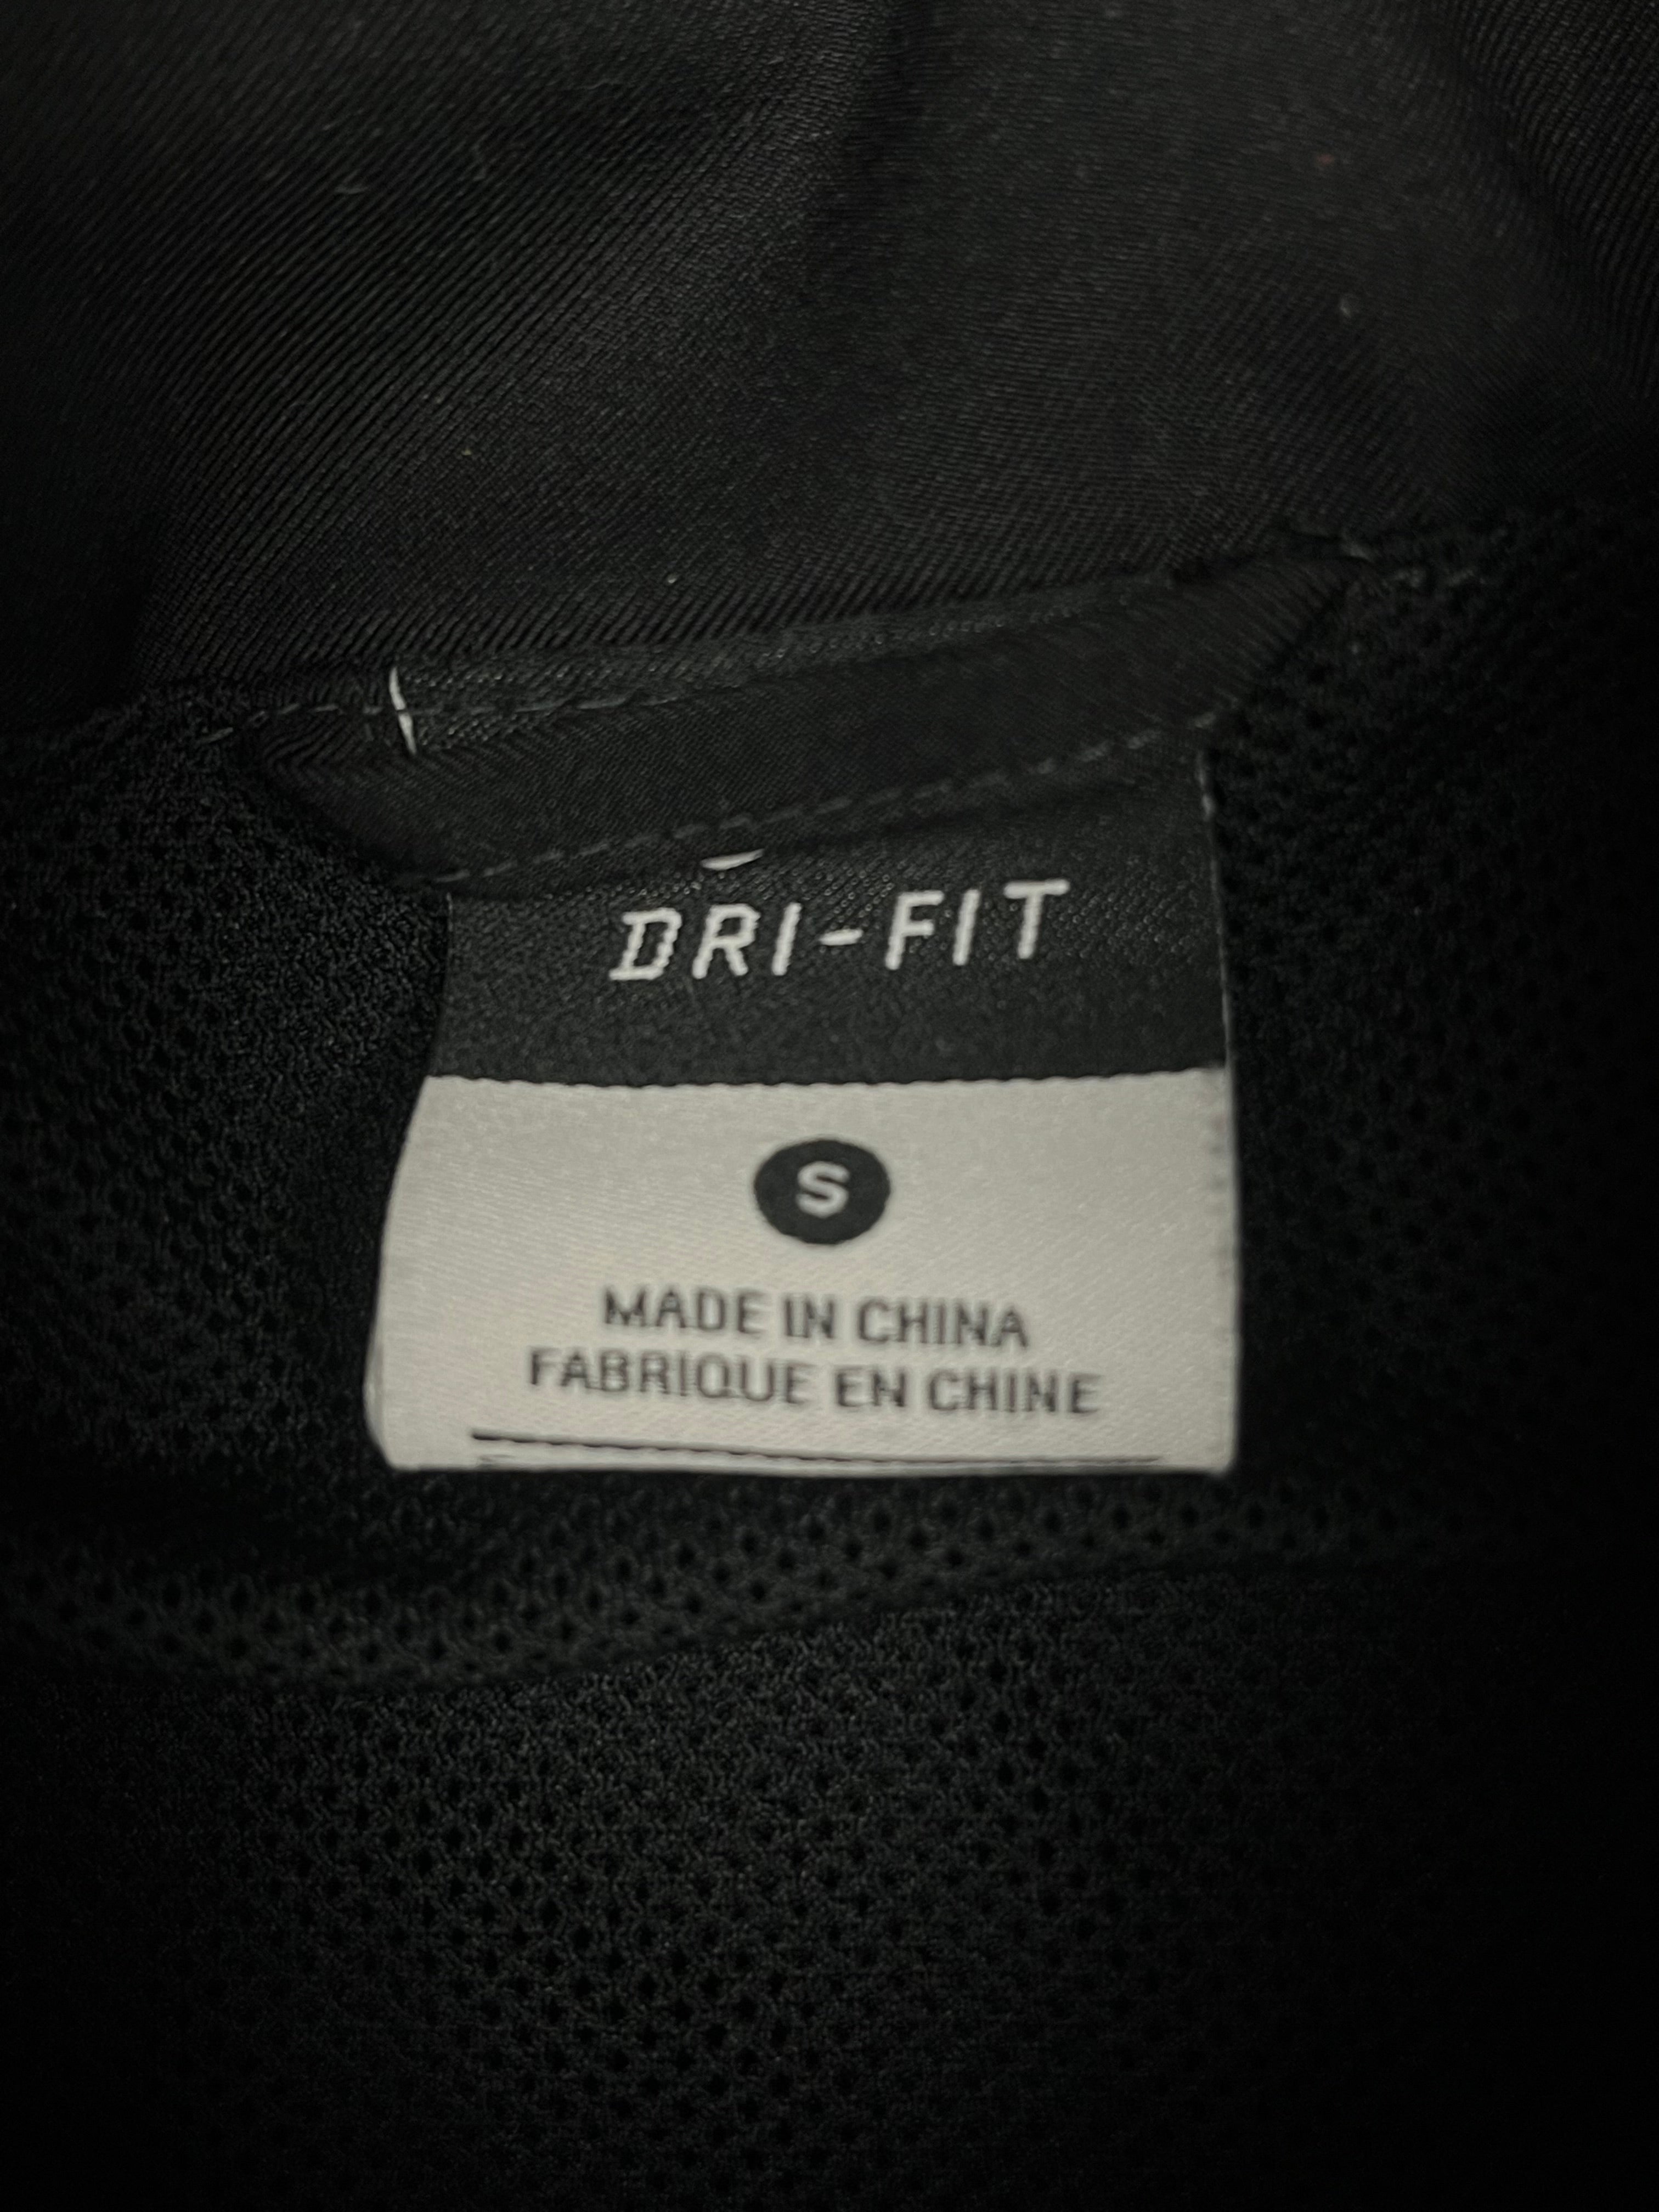 DRI-FIT
S
MADE IN CHINA
FABRIQUE EN CHINE